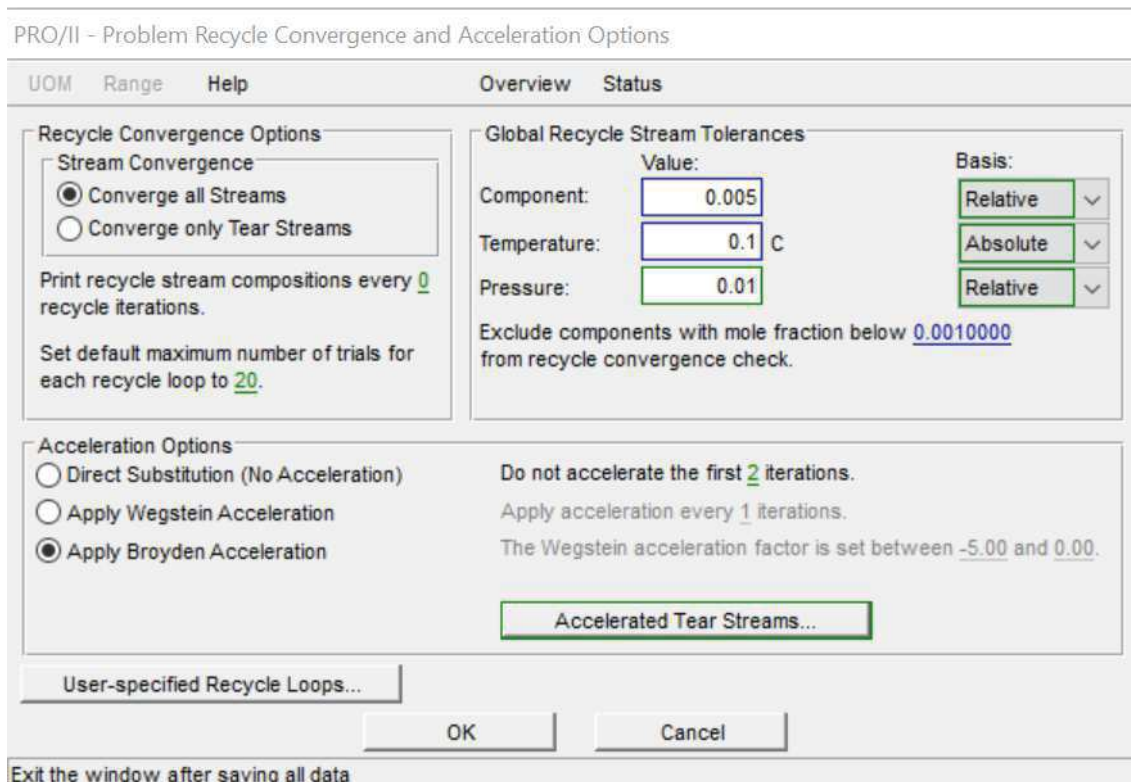 PRO/II - Problem Recycle Convergence and Acceleration Options
UOM Range Help Overview Status
Recycle Convergence Options
Stream Convergence
Converge all Streams
Converge only Tear Streams
Print recycle stream compositions every 0
recycle iterations.
Set default maximum number of trials for
each recycle loop to 20.
Global Recycle Stream Tolerances
Value: Basis:
Component: 0.005 Relative
Temperature: 0.1 C Absolute
Pressure: 0.01 Relative
Exclude components with mole fraction below 0.0010000
from recycle convergence check.
Acceleration Options
Direct Substitution (No Acceleration)
Apply Wegstein Acceleration
Apply Broyden Acceleration
Do not accelerate the first 2 iterations.
Apply acceleration every 1 iterations.
The Wegstein acceleration factor is set between -5.00 and 0.00.
Accelerated Tear Streams...
User-specified Recycle Loops...
OK Cancel
Exit the window after saving all data